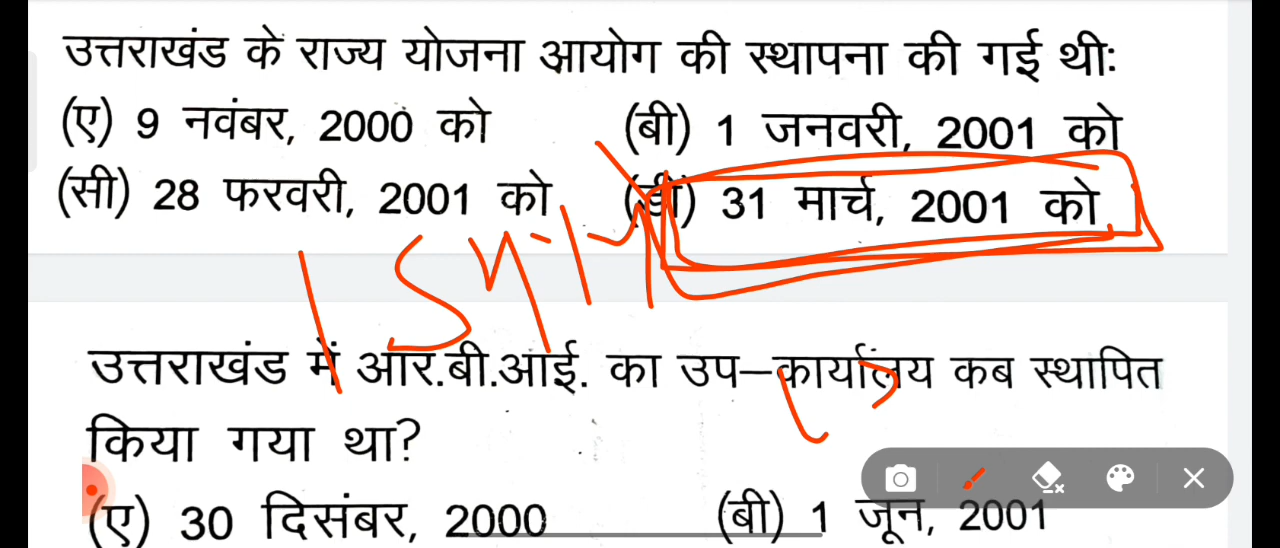 उत्तराखंड के राज्य योजना आयोग की स्थापना की गई थीः
(ए) 9 नवंबर, 2000 को (बी) 1 जनवरी, 2001 को
(सी) 28 फरवरी, 2001 को (डी) 31 मार्च, 2001 को
उत्तराखंड में आर.बी.आई. का उप–कार्यालय कब स्थापित
किया गया था?
(ए) 30 दिसंबर, 2000 (बी) 1 जून, 2001